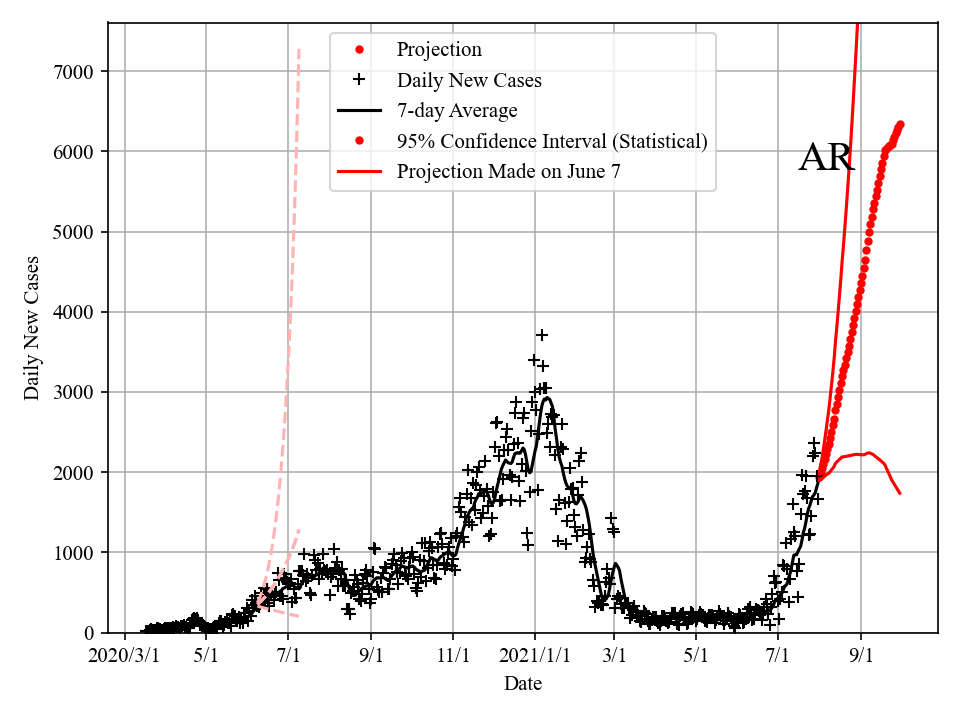 Projection
Daily New Cases
7-day Average
95% Confidence Interval (Statistical)
Projection Made on June 7
AR
7000
6000
5000
4000
3000
2000
1000
0
Daily New Cases
2020/3/1 5/1 7/1 9/1 11/1 2021/1/1 3/1 5/1 7/1 9/1
Date